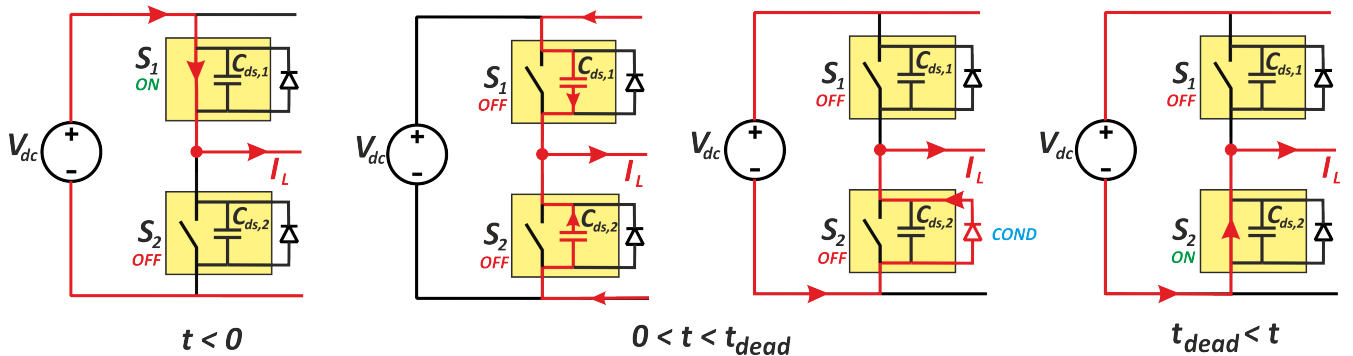 S1
ON
Cds,1
+
Vdc
-
IL
S2
OFF
Cds,2
t < 0
S1
OFF
Cds,1
+
Vdc
-
IL
S2
OFF
Cds,2
S1
OFF
Cds,1
+
Vdc
-
IL
S2
OFF
Cds,2
COND
0 < t < tdead
S1
OFF
Cds,1
+
Vdc
-
IL
S2
ON
Cds,2
tdead < t